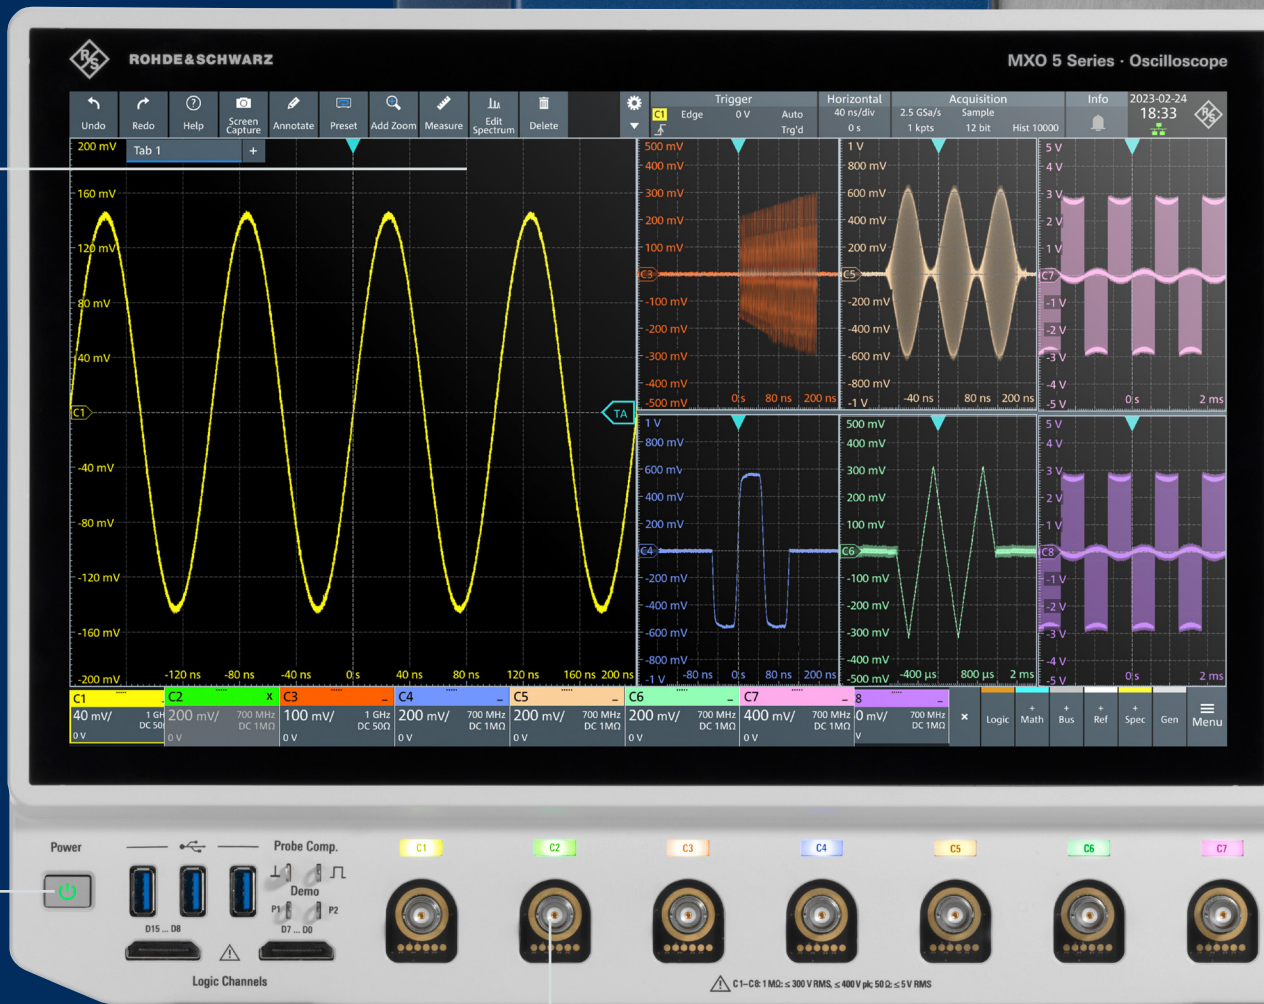 R&S
ROHDE&SCHWARZ
MXO 5 Series · Oscilloscope
Undo
Redo
Help
Screen
Capture
Annotate
Preset
Add Zoom
Measure
Edit
Spectrum
Delete
Trigger
C1
Edge
0 V
Auto
Trig'd
Horizontal
40 ns/div
0 s
Acquisition
2.5 GSa/s
Sample
1 kpts
12 bit
Hist 10000
Info
2023-02-24
18:33
R&S
Tab 1
+
200 mV
160 mV
120 mV
80 mV
40 mV
C1
-40 mV
-80 mV
-120 mV
-160 mV
-200 mV
-120 ns
-80 ns
-40 ns
0 s
40 ns
80 ns
120 ns
160 ns
200 ns
TA
500 mV
400 mV
300 mV
200 mV
100 mV
C3
-100 mV
-200 mV
-300 mV
-400 mV
-500 mV
0 s
80 ns
200 ns
1 V
800 mV
600 mV
400 mV
200 mV
C5
-200 mV
-400 mV
-600 mV
-800 mV
-1 V
-40 ns
80 ns
200 ns
5 V
4 V
3 V
2 V
1 V
C7
-1 V
-2 V
-3 V
-4 V
-5 V
0 s
2 ms
1 V
800 mV
600 mV
400 mV
200 mV
C4
-200 mV
-400 mV
-600 mV
-800 mV
-1 V
-80 ns
0 s
80 ns
200 ns
500 mV
400 mV
300 mV
200 mV
100 mV
C6
-100 mV
-200 mV
-300 mV
-400 mV
-500 mV
-400 µs
800 µs
2 ms
5 V
4 V
3 V
2 V
1 V
C8
-1 V
-2 V
-3 V
-4 V
-5 V
0 s
2 ms
C1
40 mV/
1 GH
DC 50
0 V
C2
x
200 mV/
700 MHz
DC 1MΩ
0 V
C3
100 mV/
1 GHz
DC 50Ω
0 V
C4
200 mV/
700 MHz
DC 1MΩ
0 V
C5
200 mV/
700 MHz
DC 1MΩ
0 V
C6
200 mV/
700 MHz
DC 1MΩ
0 V
C7
400 mV/
700 MHz
DC 1MΩ
0 V
8
0 mV/
700 MHz
DC 1MΩ
V
×
Logic
+
Math
+
Bus
+
Ref
+
Spec
Gen
Menu
Power
Probe Comp.
Demo
P1
P2
D15 ... D8
D7 ... D0
Logic Channels
C1
C2
C3
C4
C5
C6
C7
C1–C8: 1 MΩ: ≤ 300 V RMS, ≤ 400 V pk; 50 Ω: ≤ 5 V RMS